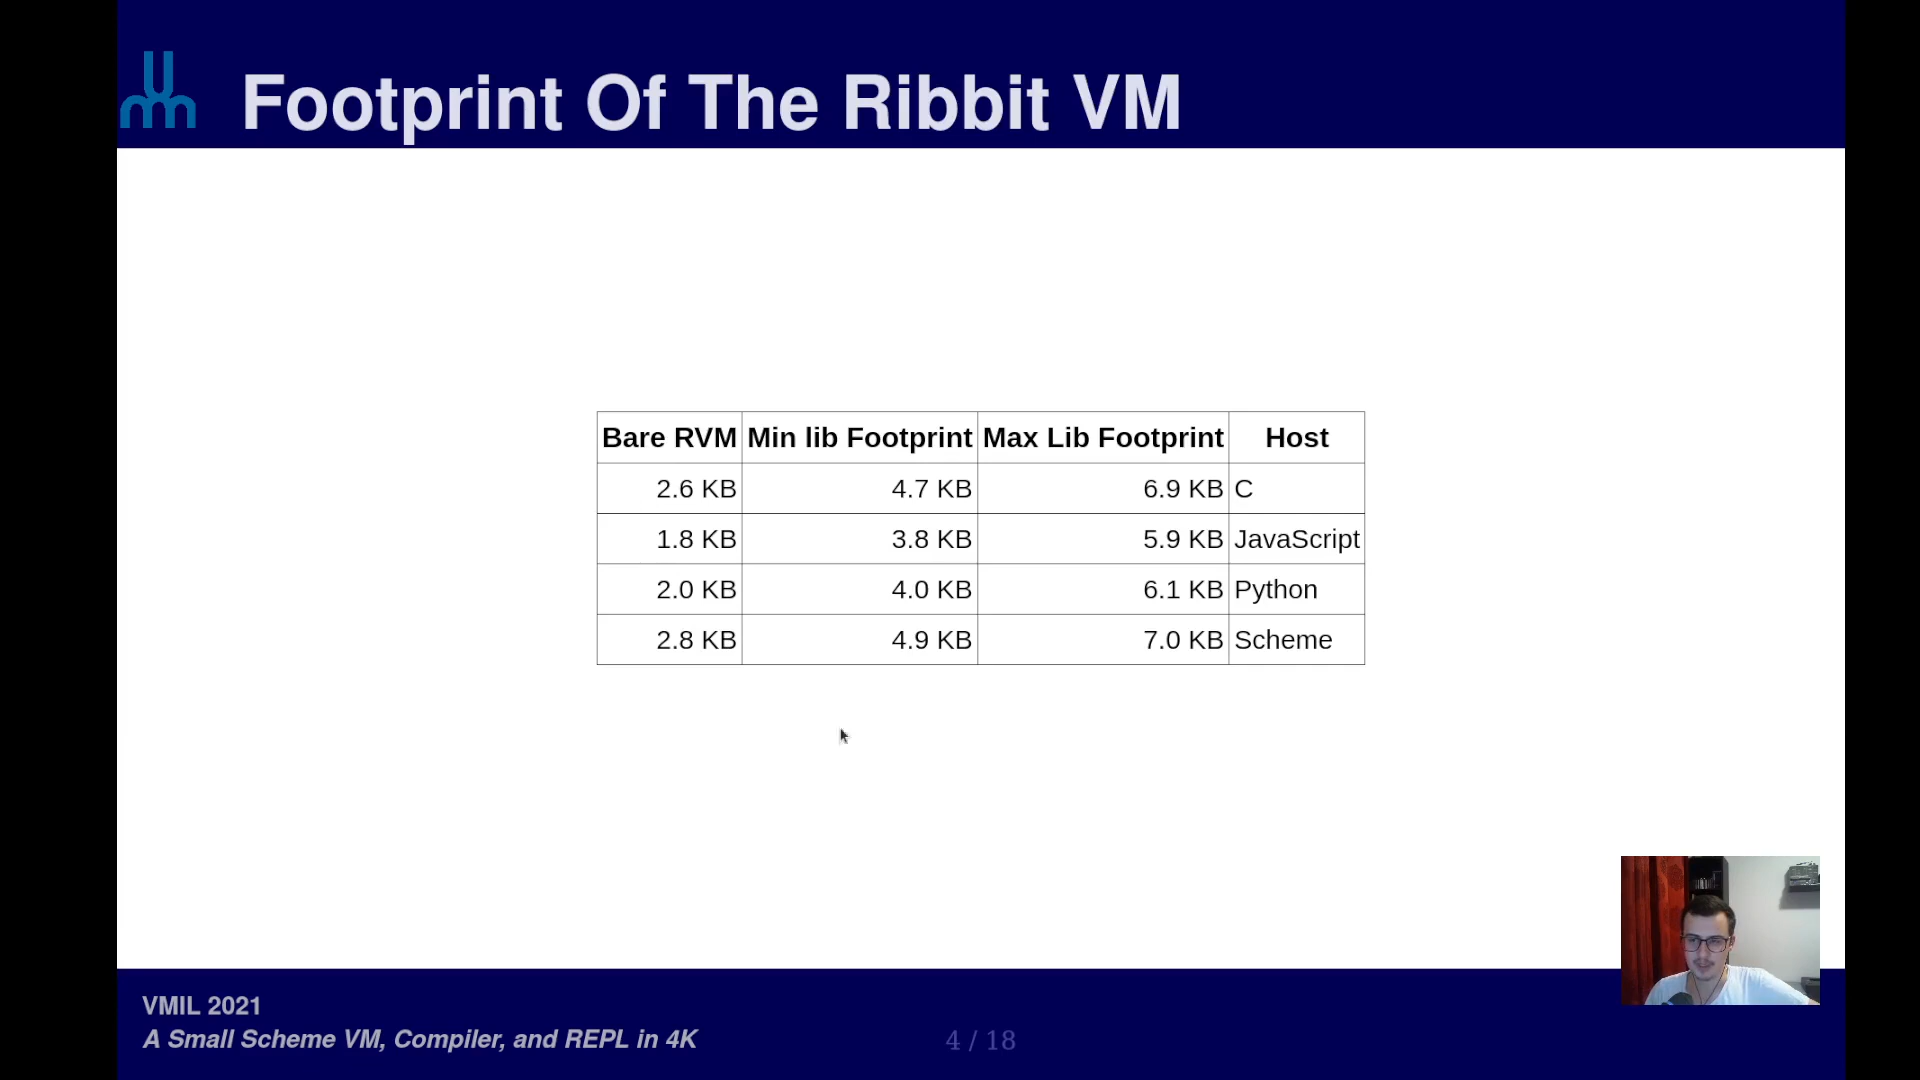 Footprint Of The Ribbit VM
Bare RVM Min lib Footprint Max Lib Footprint Host
2.6 KB 4.7 KB 6.9 KB C
1.8 KB 3.8 KB 5.9 KB JavaScript
2.0 KB 4.0 KB 6.1 KB Python
2.8 KB 4.9 KB 7.0 KB Scheme
VMIL 2021
A Small Scheme VM, Compiler, and REPL in 4K
4 / 18